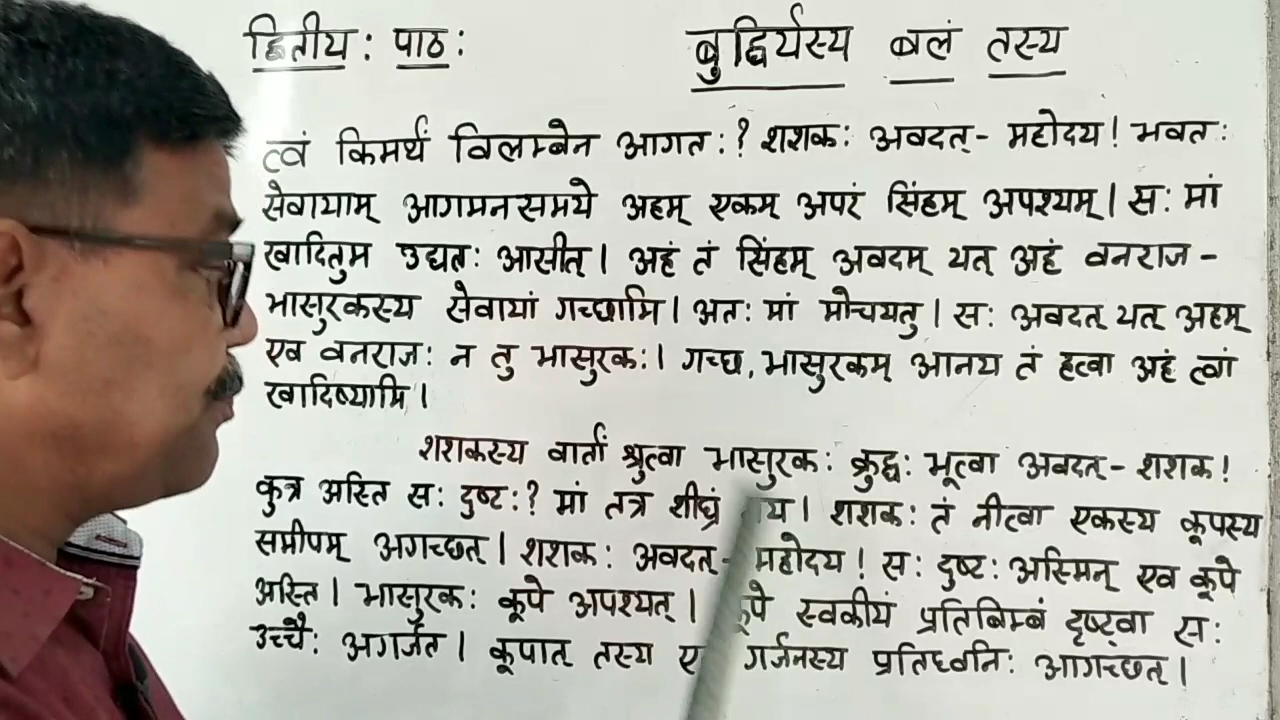 द्वितीय: पाठ: बुद्धिर्यस्य बलं तस्य
त्वं किमर्थं विलम्बेन आगत:? शशक: अवदत्- महोदय! भवत:
सेवायाम् आगमनसमये अहम् एकम् अपरं सिंहम् अपश्यम्। स: मां
खादितुम उद्यत: आसीत्। अहं तं सिंहम् अवदम् यत् अहं वनराज-
भासुरकस्य सेवायां गच्छामि। अत: मां मोचयतु। स: अवदत् यत् अहम्
एव वनराज: न तु भासुरक:। गच्छ, भासुरकम् आनय तं हत्वा अहं त्वां
खादिष्यामि।
शशकस्य वार्तां श्रुत्वा भासुरक: क्रुद्ध: भूत्वा अवदत्- शशक!
कुत्र अस्ति स: दुष्ट:? मां तत्र शीघ्रं । शशक: तं नीत्वा एकस्य कूपस्य
समीपम् अगच्छत्। शशक: अवदत्- महोदय! स: दुष्ट: अस्मिन् एव कूपे
अस्ति। भासुरक: कूपे अपश्यत्। स्वकीयं प्रतिबिम्बं दृष्ट्वा स:
उच्चै: अगर्जत। कूपात् तस्य गर्जनस्य प्रतिध्वनि: आगच्छत्।